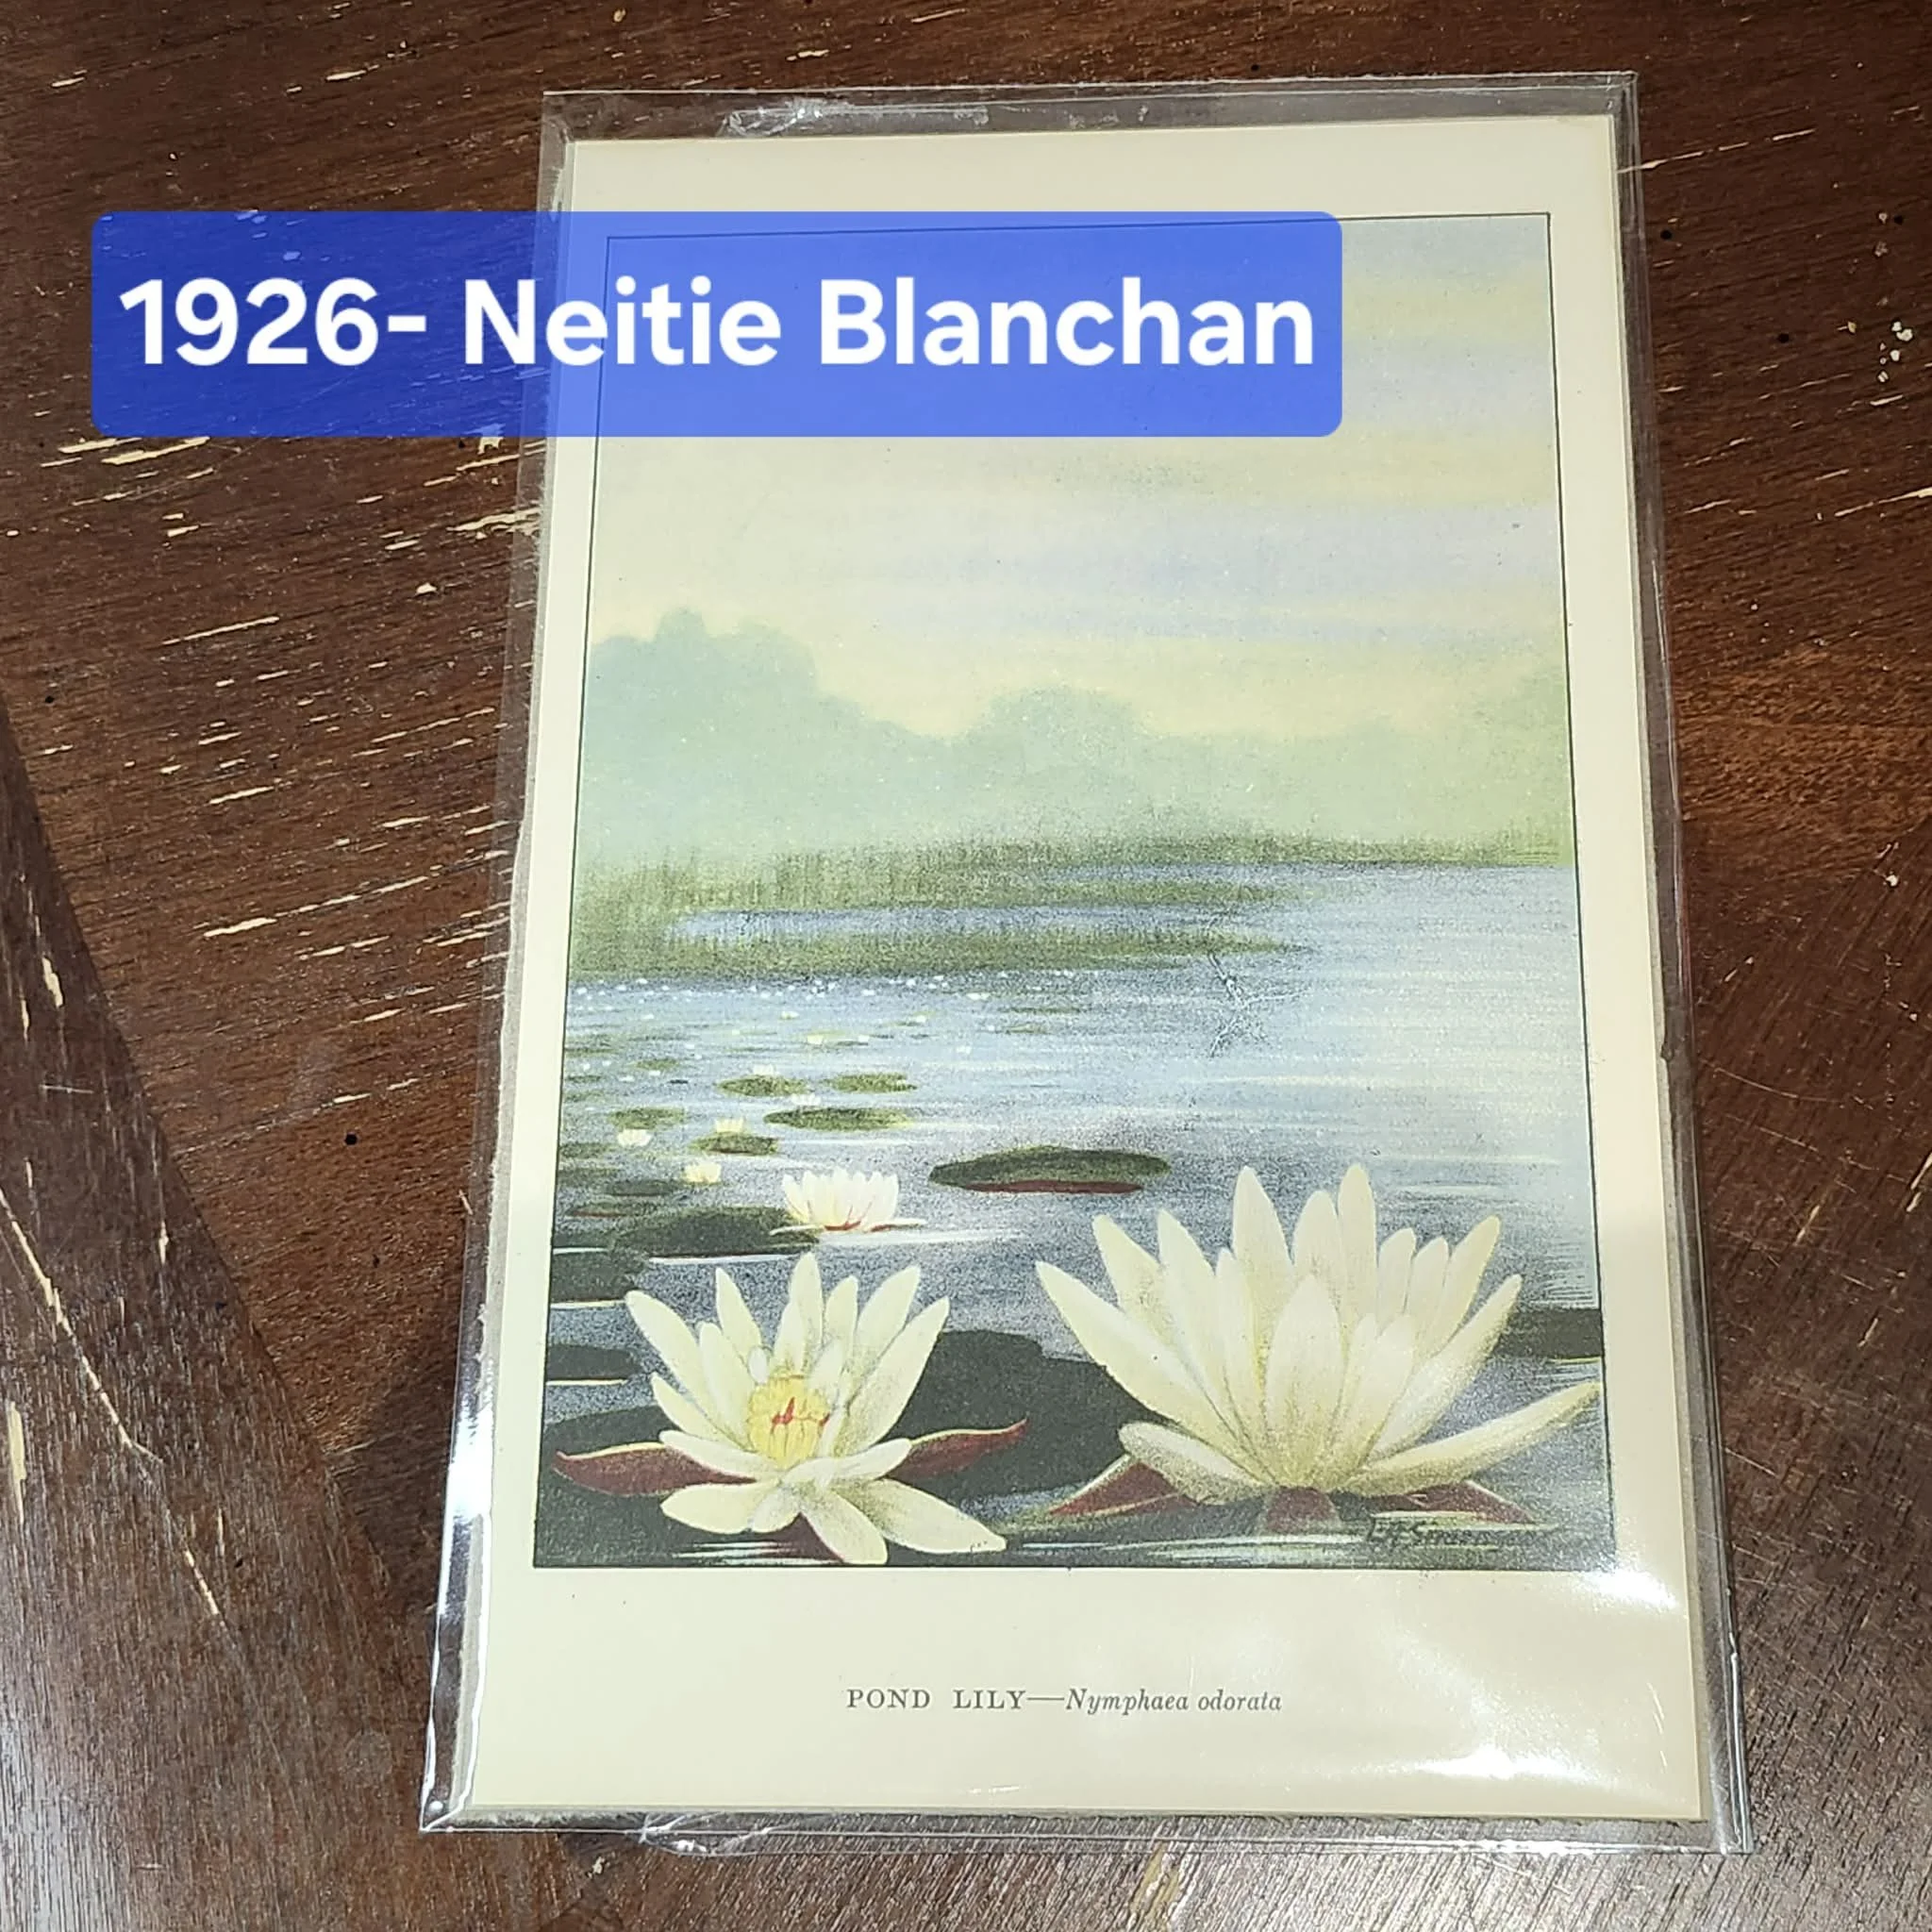 1926- Neitie Blanchan
POND LILY—Nymphaea odorata